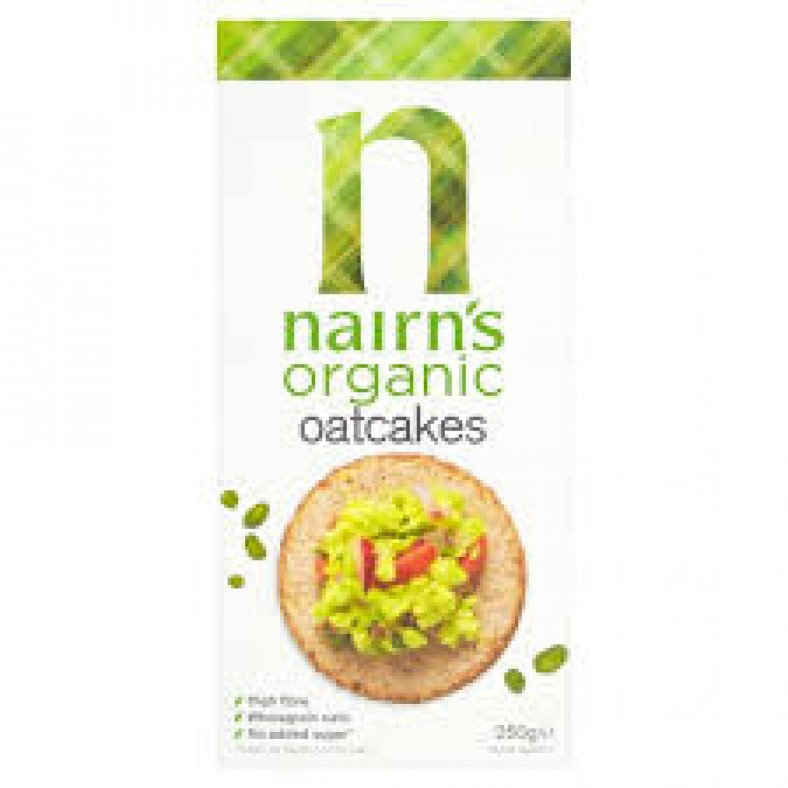 n
nairn's
organic
oatcakes
High fibre
Wholegrain oats
No added sugar*
250g℮